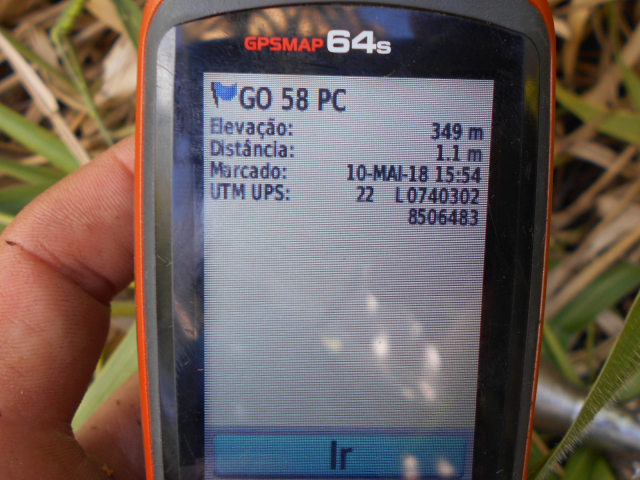 GPSMAP 64s
GO 58 PC
Elevação: 349 m
Distância: 1.1 m
Marcado: 10-MAI-18 15:54
UTM UPS: 22 L 0740302
8506483
Ir